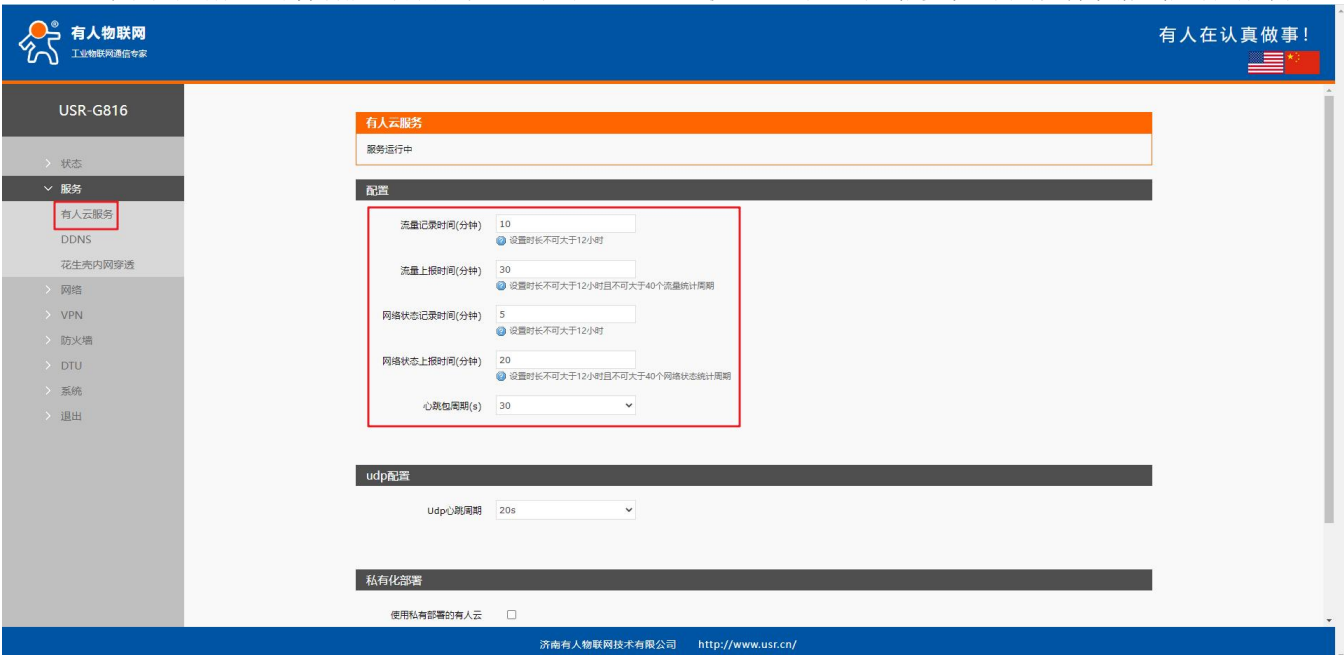 有人物联网
工业物联网通信专家
有人在认真做事！
USR-G816
状态
服务
有人云服务
DDNS
花生壳内网穿透
网络
VPN
防火墙
DTU
系统
退出
有人云服务
服务运行中
配置
流量记录时间(分钟) 10
设置时长不可大于12小时
流量上报时间(分钟) 30
设置时长不可大于12小时且不可大于40个流量统计周期
网络状态记录时间(分钟) 5
设置时长不可大于12小时
网络状态上报时间(分钟) 20
设置时长不可大于12小时且不可大于40个网络状态统计周期
心跳包周期(s) 30
udp配置
Udp心跳周期 20s
私有化部署
使用私有部署的有人云
济南有人物联网技术有限公司 http://www.usr.cn/